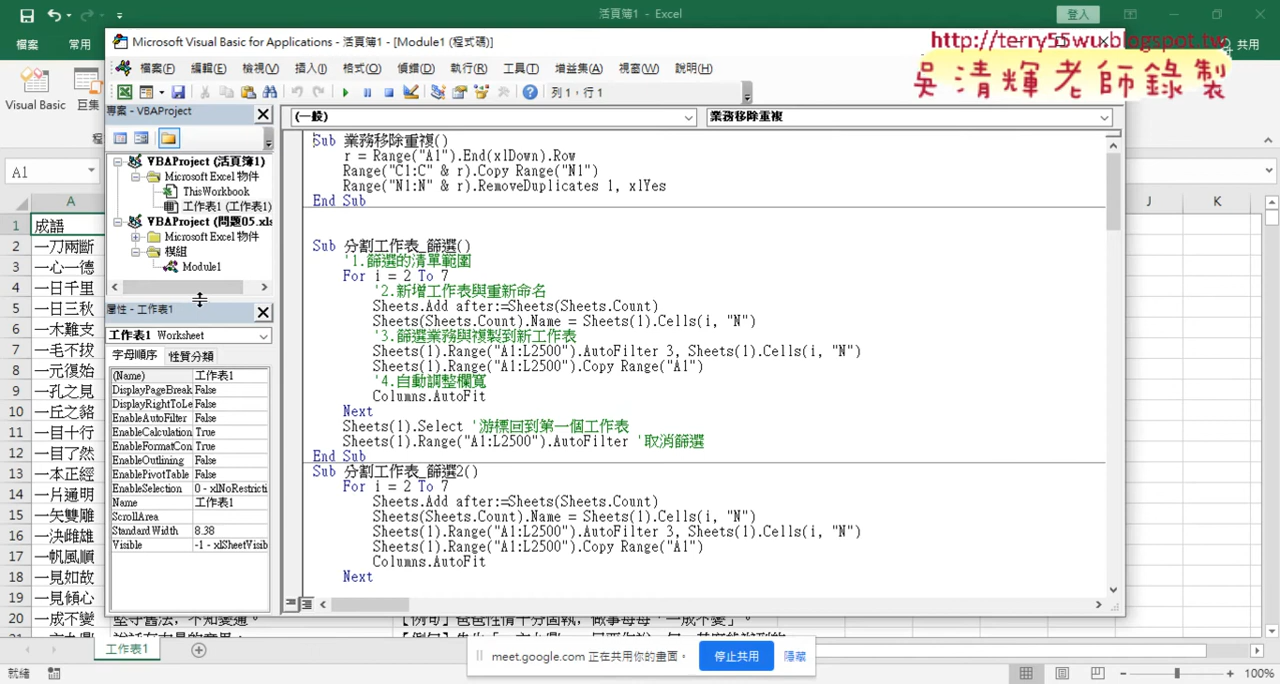 活頁簿1 - Excel
登入
檔案
常用
共用
http://terry55wu.blogspot.tw
吳清輝老師錄製
Visual Basic
巨集
Microsoft Visual Basic for Applications - 活頁簿1 - [Module1 (程式碼)]
檔案(F) 編輯(E) 檢視(V) 插入(I) 格式(O) 偵錯(D) 執行(R) 工具(T) 增益集(A) 視窗(W) 說明(H)
列 1，行 1
專案 - VBAProject
VBAProject (活頁簿1)
Microsoft Excel 物件
ThisWorkbook
工作表1 (工作表1)
VBAProject (問題05.xls
Microsoft Excel 物件
模組
Module1
屬性 - 工作表1
工作表1 Worksheet
字母順序 性質分類
(Name) 工作表1
DisplayPageBreak False
DisplayRightToLe False
EnableAutoFilter False
EnableCalculation True
EnableFormatCon True
EnableOutlining False
EnablePivotTable False
EnableSelection 0 - xlNoRestricti
Name 工作表1
ScrollArea
StandardWidth 8.38
Visible -1 - xlSheetVisib
(一般)
業務移除重複
Sub 業務移除重複()
r = Range("A1").End(xlDown).Row
Range("C1:C" & r).Copy Range("N1")
Range("N1:N" & r).RemoveDuplicates 1, xlYes
End Sub
Sub 分割工作表_篩選()
'1.篩選的清單範圍
For i = 2 To 7
'2.新增工作表與重新命名
Sheets.Add after:=Sheets(Sheets.Count)
Sheets(Sheets.Count).Name = Sheets(1).Cells(i, "N")
'3.篩選業務與複製到新工作表
Sheets(1).Range("A1:L2500").AutoFilter 3, Sheets(1).Cells(i, "N")
Sheets(1).Range("A1:L2500").Copy Range("A1")
'4.自動調整欄寬
Columns.AutoFit
Next
Sheets(1).Select '游標回到第一個工作表
Sheets(1).Range("A1:L2500").AutoFilter '取消篩選
End Sub
Sub 分割工作表_篩選2()
For i = 2 To 7
Sheets.Add after:=Sheets(Sheets.Count)
Sheets(Sheets.Count).Name = Sheets(1).Cells(i, "N")
Sheets(1).Range("A1:L2500").AutoFilter 3, Sheets(1).Cells(i, "N")
Sheets(1).Range("A1:L2500").Copy Range("A1")
Columns.AutoFit
Next
A1
A J K
1 成語
2 一刀兩斷
3 一心一德
4 一日千里
5 一日三秋
6 一木難支
7 一毛不拔
8 一元復始
9 一孔之見
10 一丘之貉
11 一目十行
12 一目了然
13 一本正經
14 一片通明
15 一矢雙鵰
16 一決雌雄
17 一帆風順
18 一見如故
19 一見傾心
20 一成不變
工作表1
meet.google.com 正在共用你的畫面。
停止共用
隱藏
就緒
100%